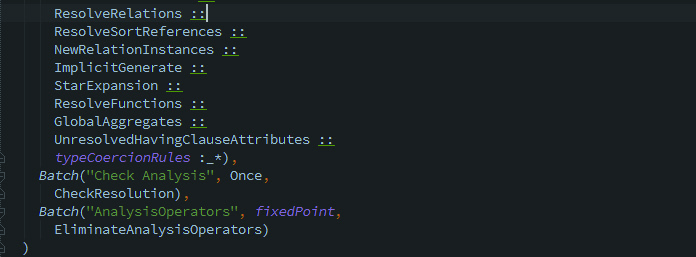 ResolveRelations ::
ResolveSortReferences ::
NewRelationInstances ::
ImplicitGenerate ::
StarExpansion ::
ResolveFunctions ::
GlobalAggregates ::
UnresolvedHavingClauseAttributes ::
typeCoercionRules :_*),
Batch("Check Analysis", Once,
CheckResolution),
Batch("AnalysisOperators", fixedPoint,
EliminateAnalysisOperators)
)